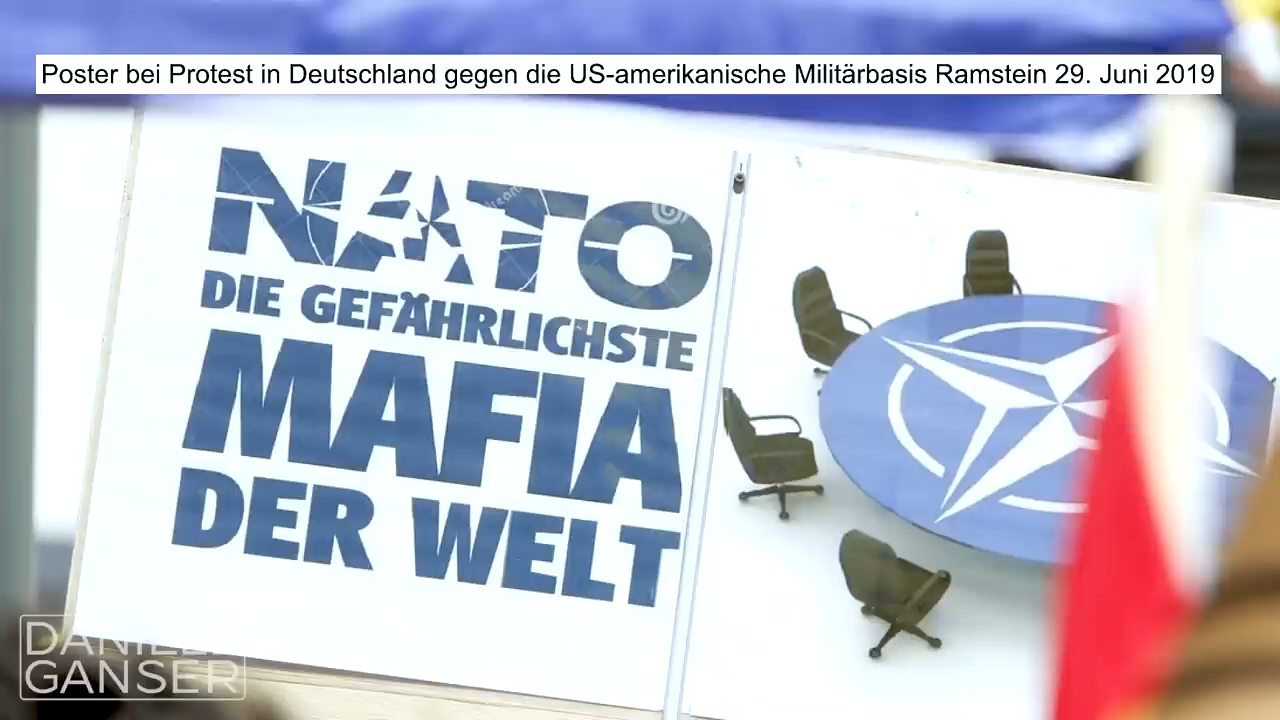 Poster bei Protest in Deutschland gegen die US-amerikanische Militärbasis Ramstein 29. Juni 2019
NATO
DIE GEFÄHRLICHSTE
MAFIA
DER WELT
DANIELE
GANSER